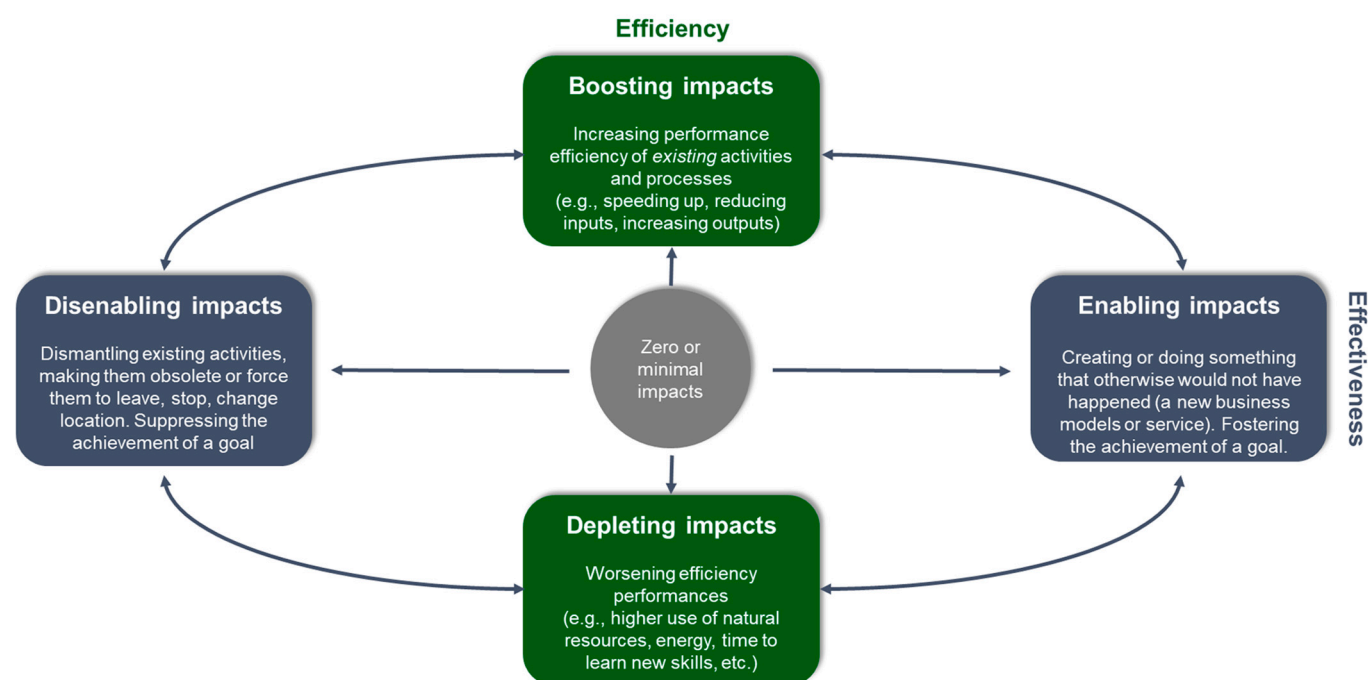 Efficiency
Boosting impacts
Increasing performance
efficiency of existing activities
and processes
(e.g., speeding up, reducing
inputs, increasing outputs)
Disenabling impacts
Dismantling existing activities,
making them obsolete or force
them to leave, stop, change
location. Suppressing the
achievement of a goal
Zero or
minimal
impacts
Enabling impacts
Creating or doing something
that otherwise would not have
happened (a new business
models or service). Fostering
the achievement of a goal.
Effectiveness
Depleting impacts
Worsening efficiency
performances
(e.g., higher use of natural
resources, energy, time to
learn new skills, etc.)